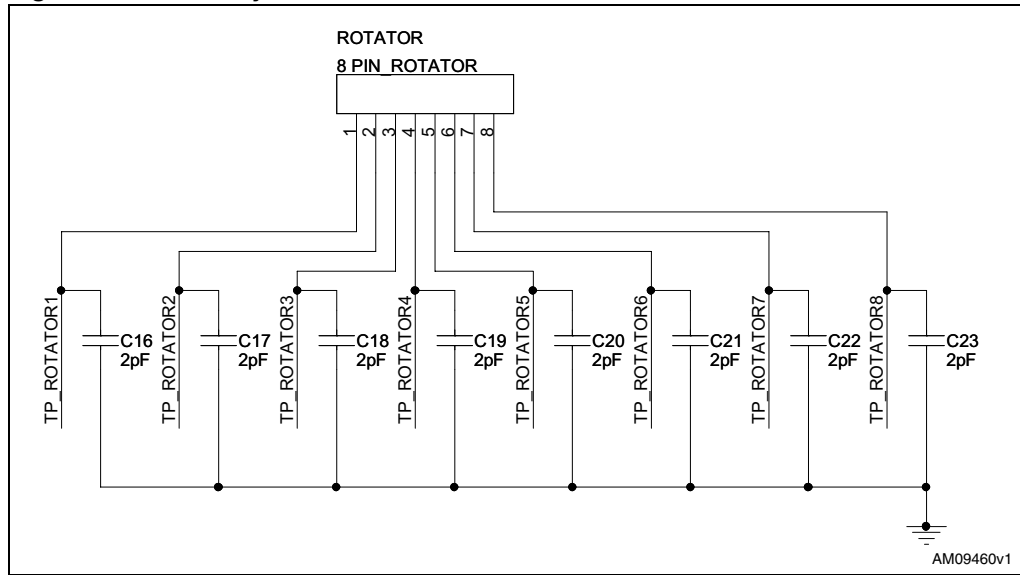 ROTATOR
8 PIN_ROTATOR
1
2
3
4
5
6
7
8
TP_ROTATOR1
C16
2pF
TP_ROTATOR2
C17
2pF
TP_ROTATOR3
C18
2pF
TP_ROTATOR4
C19
2pF
TP_ROTATOR5
C20
2pF
TP_ROTATOR6
C21
2pF
TP_ROTATOR7
C22
2pF
TP_ROTATOR8
C23
2pF
AM09460v1